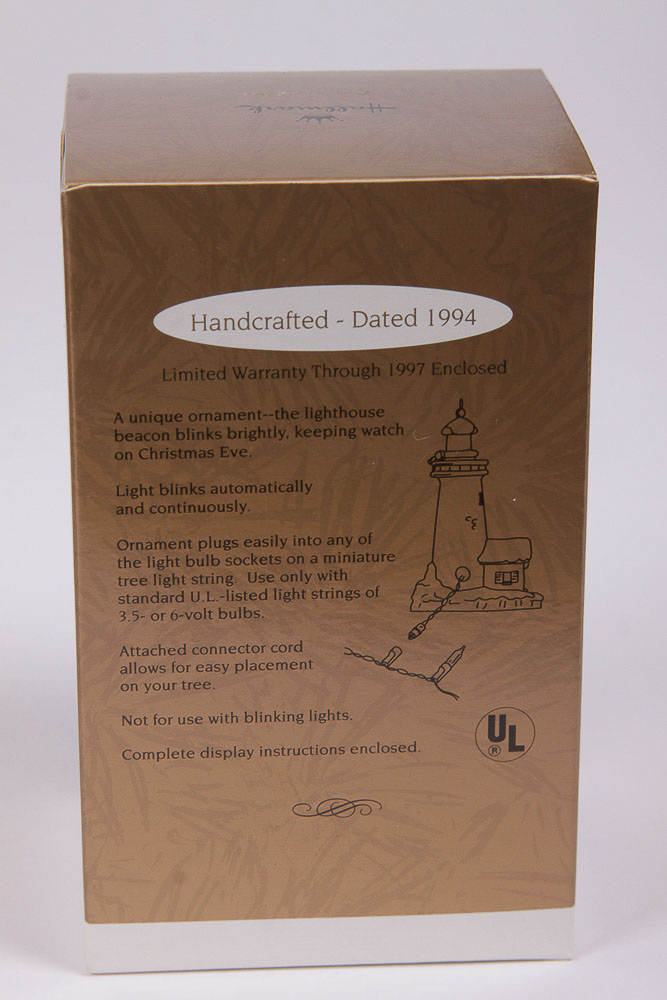 Hallmark
Handcrafted - Dated 1994
Limited Warranty Through 1997 Enclosed
A unique ornament--the lighthouse
beacon blinks brightly, keeping watch
on Christmas Eve.
Light blinks automatically
and continuously.
Ornament plugs easily into any of
the light bulb sockets on a miniature
tree light string. Use only with
standard U.L.-listed light strings of
3.5- or 6-volt bulbs.
Attached connector cord
allows for easy placement
on your tree.
Not for use with blinking lights.
Complete display instructions enclosed.
UL
®